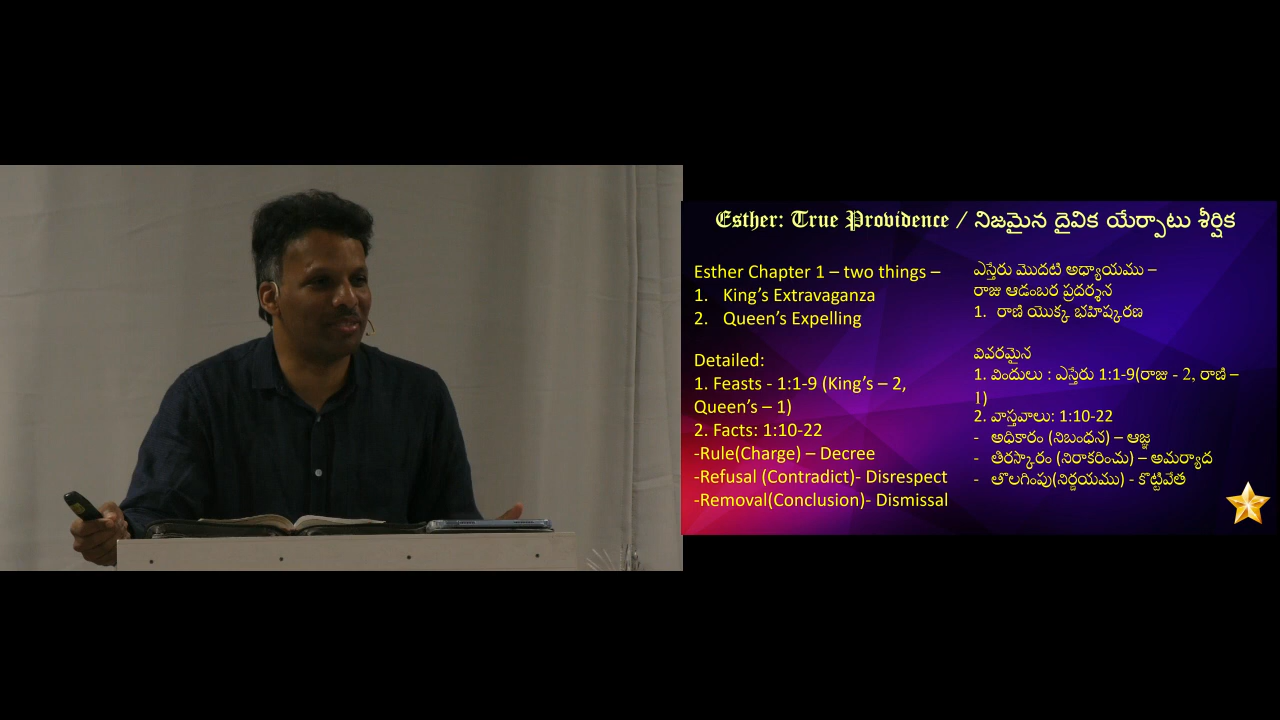 Esther: True Providence / నిజమైన దైవిక యేర్పాటు శీర్షిక
Esther Chapter 1 – two things –
1. King’s Extravaganza
2. Queen’s Expelling
Detailed:
1. Feasts - 1:1-9 (King’s – 2,
Queen’s – 1)
2. Facts: 1:10-22
-Rule(Charge) – Decree
-Refusal (Contradict)- Disrespect
-Removal(Conclusion)- Dismissal
ఎస్తేరు మొదటి అధ్యాయము –
రాజు ఆడంబర ప్రదర్శన
1. రాణి యొక్క భహిష్కరణ
వివరమైన
1. విందులు : ఎస్తేరు 1:1-9(రాజు - 2, రాణి –
1)
2. వాస్తవాలు: 1:10-22
- అధికారం (నిబంధన) – ఆజ్ఞ
- తిరస్కారం (నిరాకరించు) – అమర్యాద
- తొలగింపు(నిర్ణయము) - కొట్టివేత